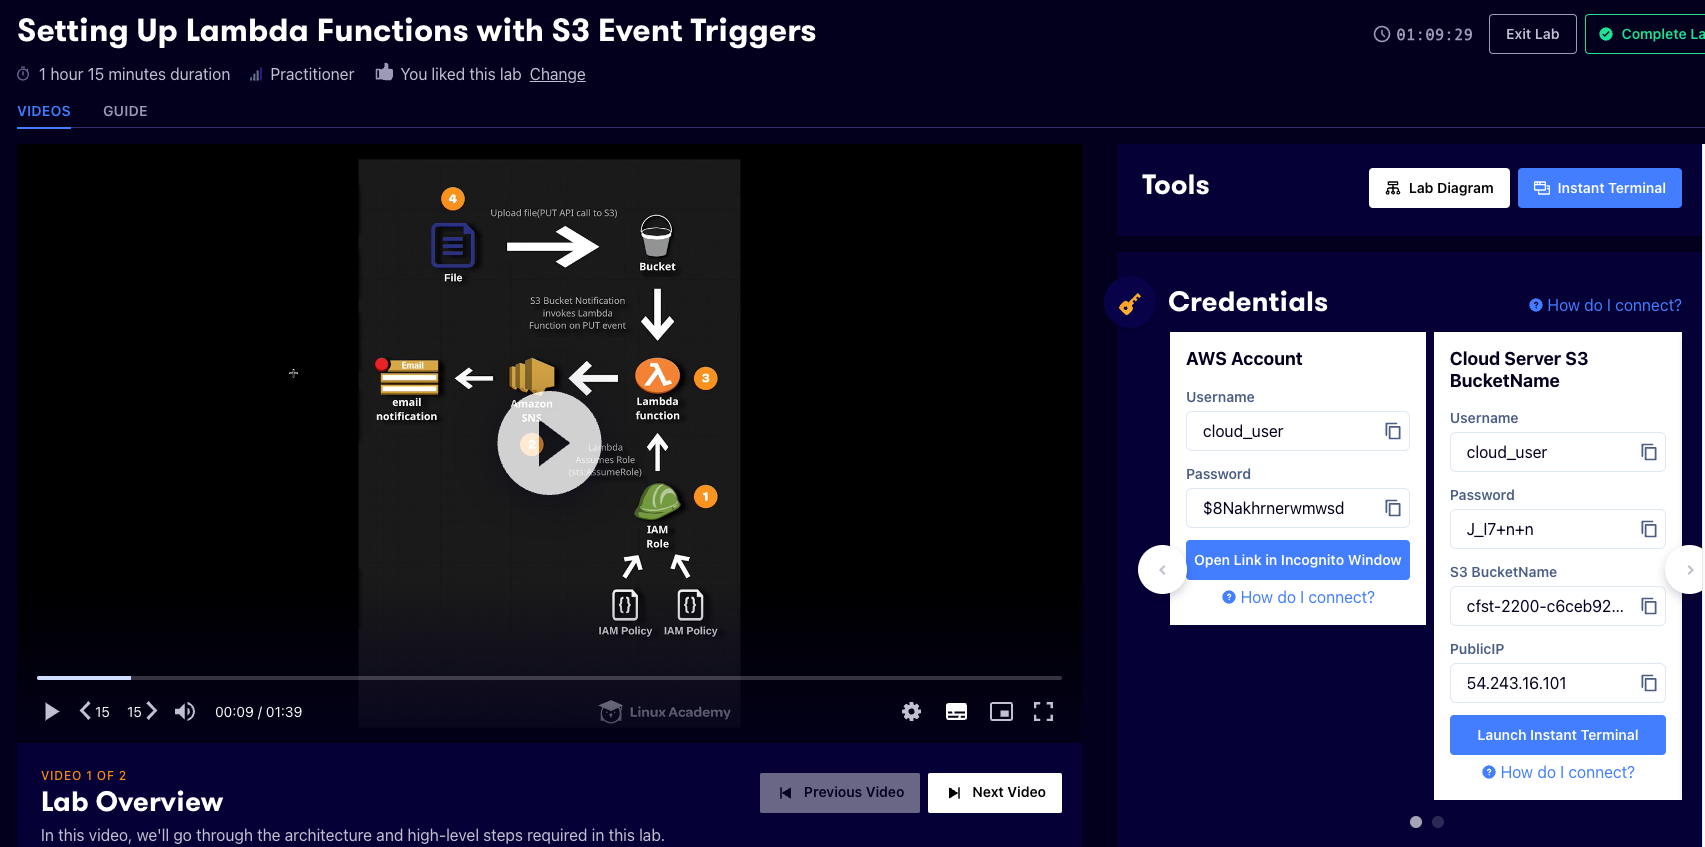 Setting Up Lambda Functions with S3 Event Triggers
01:09:29
Exit Lab
Complete La
1 hour 15 minutes duration
Practitioner
You liked this lab Change
VIDEOS
GUIDE
4
Upload file(PUT API call to S3)
File
Bucket
S3 Bucket Notification
invokes Lambda
Function on PUT event
Email
email
notification
Amazon
SNS
2
Lambda
function
3
Lambda
Assumes Role
(sts:AssumeRole)
1
IAM
Role
{} {}
IAM Policy IAM Policy
15 15
00:09 / 01:39
Linux Academy
VIDEO 1 OF 2
Lab Overview
Previous Video
Next Video
In this video, we'll go through the architecture and high-level steps required in this lab.
Tools
Lab Diagram
Instant Terminal
Credentials
? How do I connect?
AWS Account
Username
cloud_user
Password
$8Nakhrnerwmwsd
Open Link in Incognito Window
? How do I connect?
Cloud Server S3
BucketName
Username
cloud_user
Password
J_l7+n+n
S3 BucketName
cfst-2200-c6ceb92...
PublicIP
54.243.16.101
Launch Instant Terminal
? How do I connect?